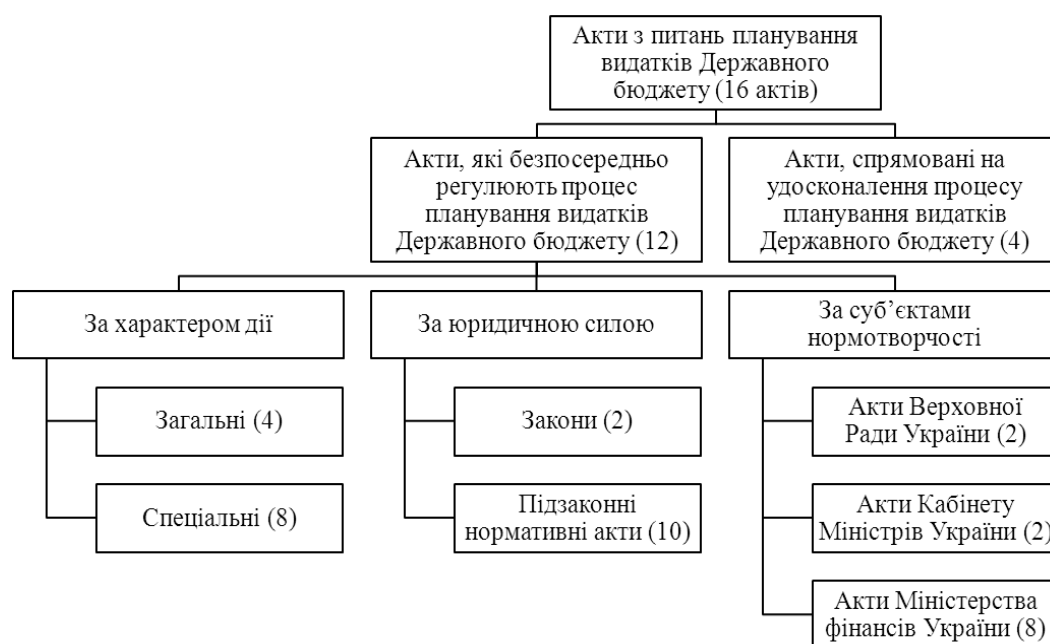 Акти з питань планування
видатків Державного
бюджету (16 актів)
Акти, які безпосередньо
регулюють процес
планування видатків
Державного бюджету (12)
Акти, спрямовані на
удосконалення процесу
планування видатків
Державного бюджету (4)
За характером дії
Загальні (4)
Спеціальні (8)
За юридичною силою
Закони (2)
Підзаконні
нормативні акти (10)
За суб’єктами
нормотворчості
Акти Верховної
Ради України (2)
Акти Кабінету
Міністрів України (2)
Акти Міністерства
фінансів України (8)